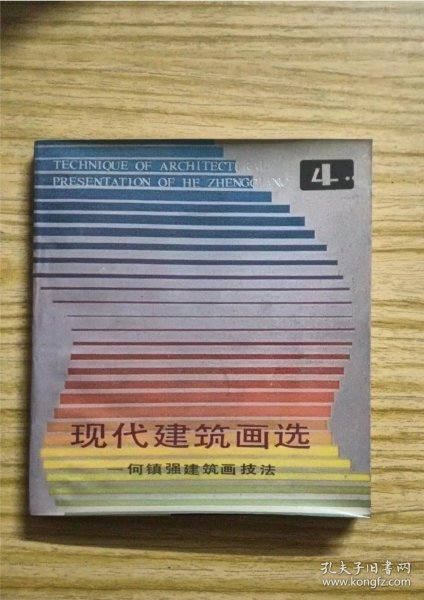 TECHNIQUE OF ARCHITECTURAL
PRESENTATION OF HE ZHENGQIANG
4
现代建筑画选
—何镇强建筑画技法
孔夫子旧书网
www.kongfz.com